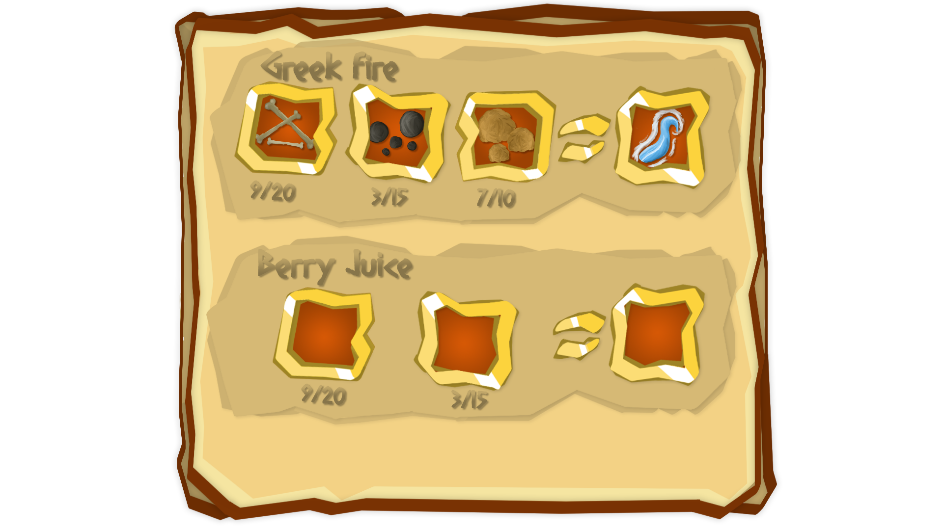 Greek fire
9/20 3/15 7/10
Berry Juice
9/20 3/15